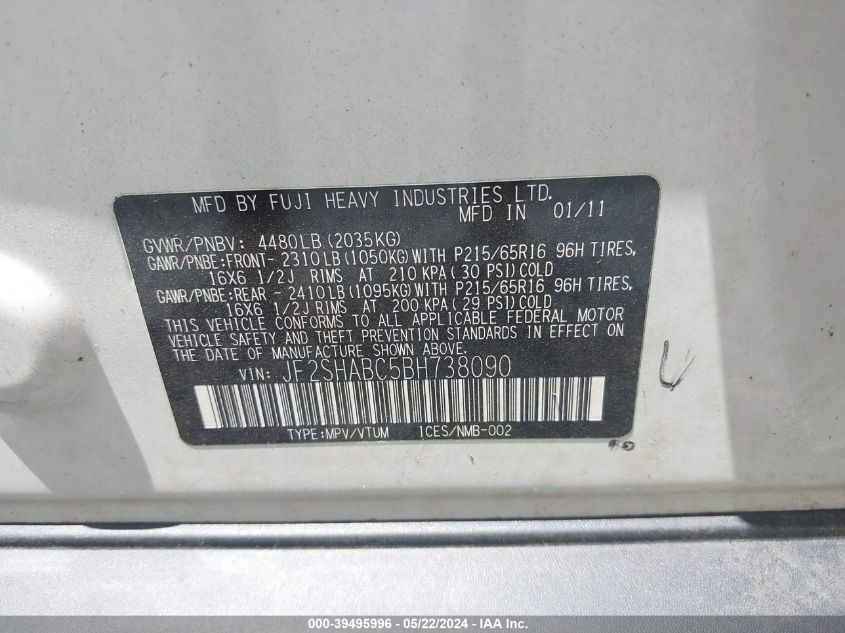 MFD BY FUJI HEAVY INDUSTRIES LTD.
MFD IN 01/11
GVWR/PNBV: 4480LB (2035KG)
GAWR/PNBE:FRONT- 2310LB (1050KG)WITH P215/65R16 96H TIRES,
16X6 1/2J RIMS AT 210 KPA ( 30 PSI)COLD
GAWR/PNBE:REAR - 2410LB (1095KG)WITH P215/65R16 96H TIRES,
16X6 1/2J RIMS AT 200 KPA ( 29 PSI)COLD
THIS VEHICLE CONFORMS TO ALL APPLICABLE FEDERAL MOTOR
VEHICLE SAFETY AND THEFT PREVENTION STANDARDS IN EFFECT ON
THE DATE OF MANUFACTURE SHOWN ABOVE.
VIN: JF2SHABC5BH738090
TYPE:MPV/VTUM ICES/NMB-002
000-39495996 - 05/22/2024 - IAAI Inc.